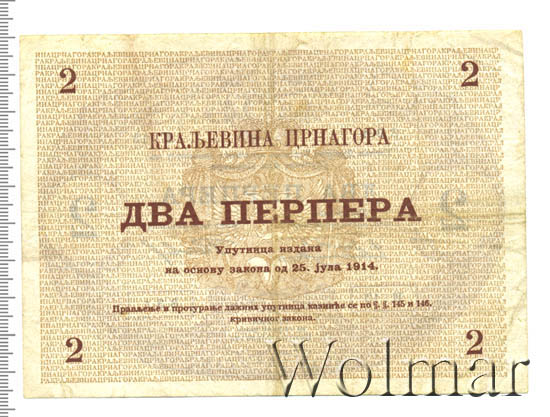 2 2
КРАЉЕВИНА ЦРНАГОРА
ДВА ПЕРПЕРА
Упутница издана
на основу закона од 25. јула 1914.
Прављење и протурање лажних упутница казниће се по §. §. 145 и 146.
кривичног закона.
2 2
Wolmar